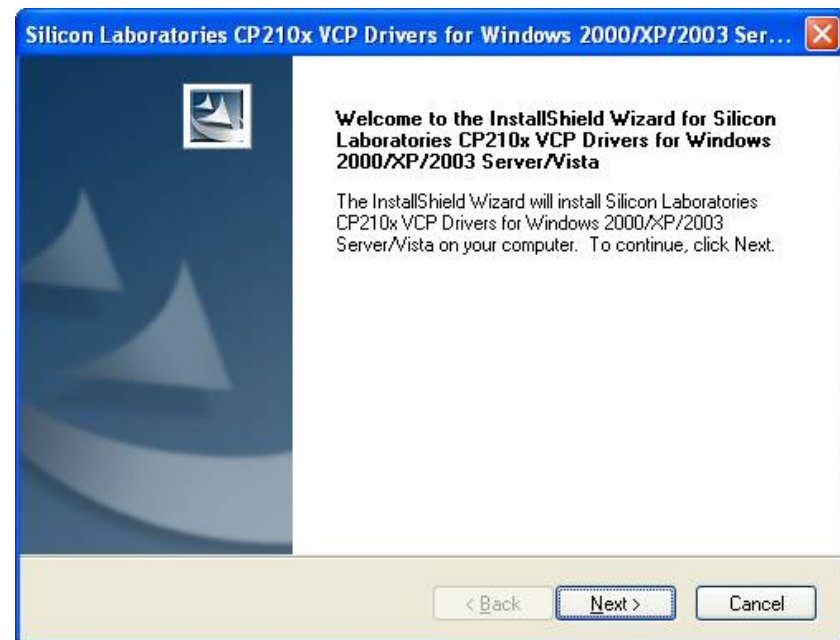 Silicon Laboratories CP210x VCP Drivers for Windows 2000/XP/2003 Ser...
Welcome to the InstallShield Wizard for Silicon
Laboratories CP210x VCP Drivers for Windows
2000/XP/2003 Server/Vista
The InstallShield Wizard will install Silicon Laboratories
CP210x VCP Drivers for Windows 2000/XP/2003
Server/Vista on your computer. To continue, click Next.
< Back
Next >
Cancel